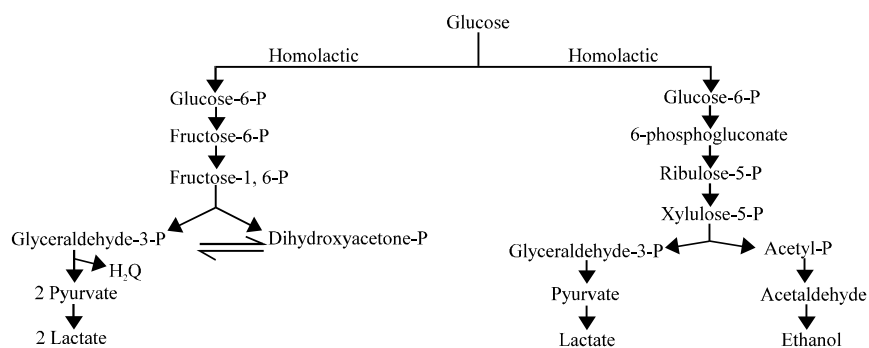 Glucose
Homolactic Homolactic
Glucose-6-P Glucose-6-P
Fructose-6-P 6-phosphogluconate
Fructose-1, 6-P Ribulose-5-P
Xylulose-5-P
Glyceraldehyde-3-P Dihydroxyacetone-P Glyceraldehyde-3-P Acetyl-P
H₂Q
2 Pyurvate Pyurvate Acetaldehyde
2 Lactate Lactate Ethanol